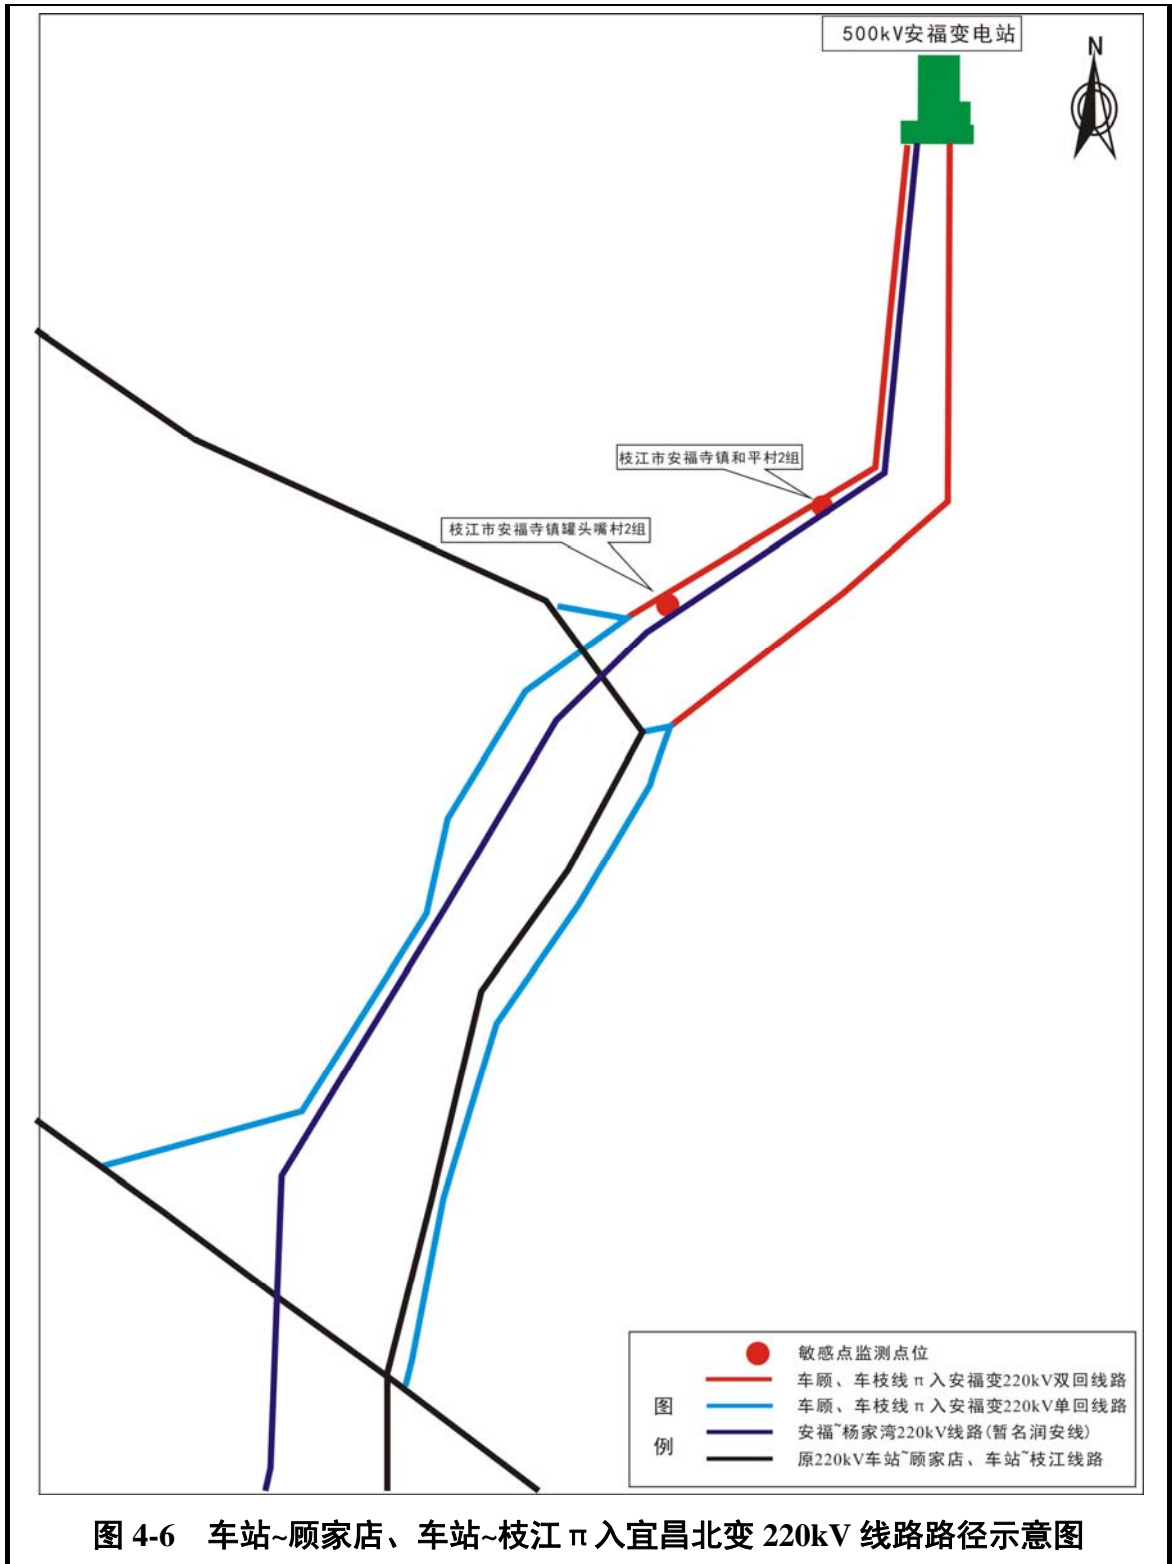 500kV安福变电站
N
枝江市安福寺镇和平村2组
枝江市安福寺镇罐头嘴村2组
图例
敏感点监测点位
车顾、车枝线π入安福变220kV双回线路
车顾、车枝线π入安福变220kV单回线路
安福~杨家湾220kV线路(暂名润安线)
原220kV车站~顾家店、车站~枝江线路
图 4-6 车站~顾家店、车站~枝江π入宜昌北变 220kV 线路路径示意图